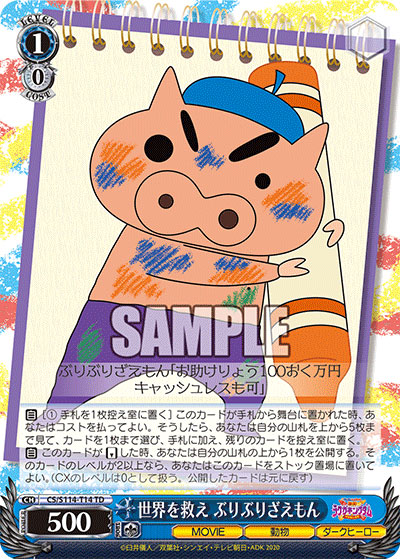 LEVEL
1
0
COST
SAMPLE
ぶりぶりざえもん「お助けりょう100おく万円
キャッシュレスも可」
【自】[① 手札を1枚控え室に置く] このカードが手札から舞台に置かれた時、あ
なたはコストを払ってよい。そうしたら、あなたは自分の山札を上から5枚ま
で見て、カードを1枚まで選び、手札に加え、残りのカードを控え室に置く。
【自】 このカードがアタックした時、あなたは自分の山札の上から1枚を公開する。そ
のカードのレベルが2以上なら、あなたはこのカードをストック置場に置いてよ
い。（CXのレベルは0として扱う。公開したカードは元に戻す）
CS/S114-T14 TD
500
世界を救え ぶりぶりざえもん
MOVIE
動物
ダークヒーロー
©臼井儀人／双葉社・シンエイ・テレビ朝日・ADK 2020